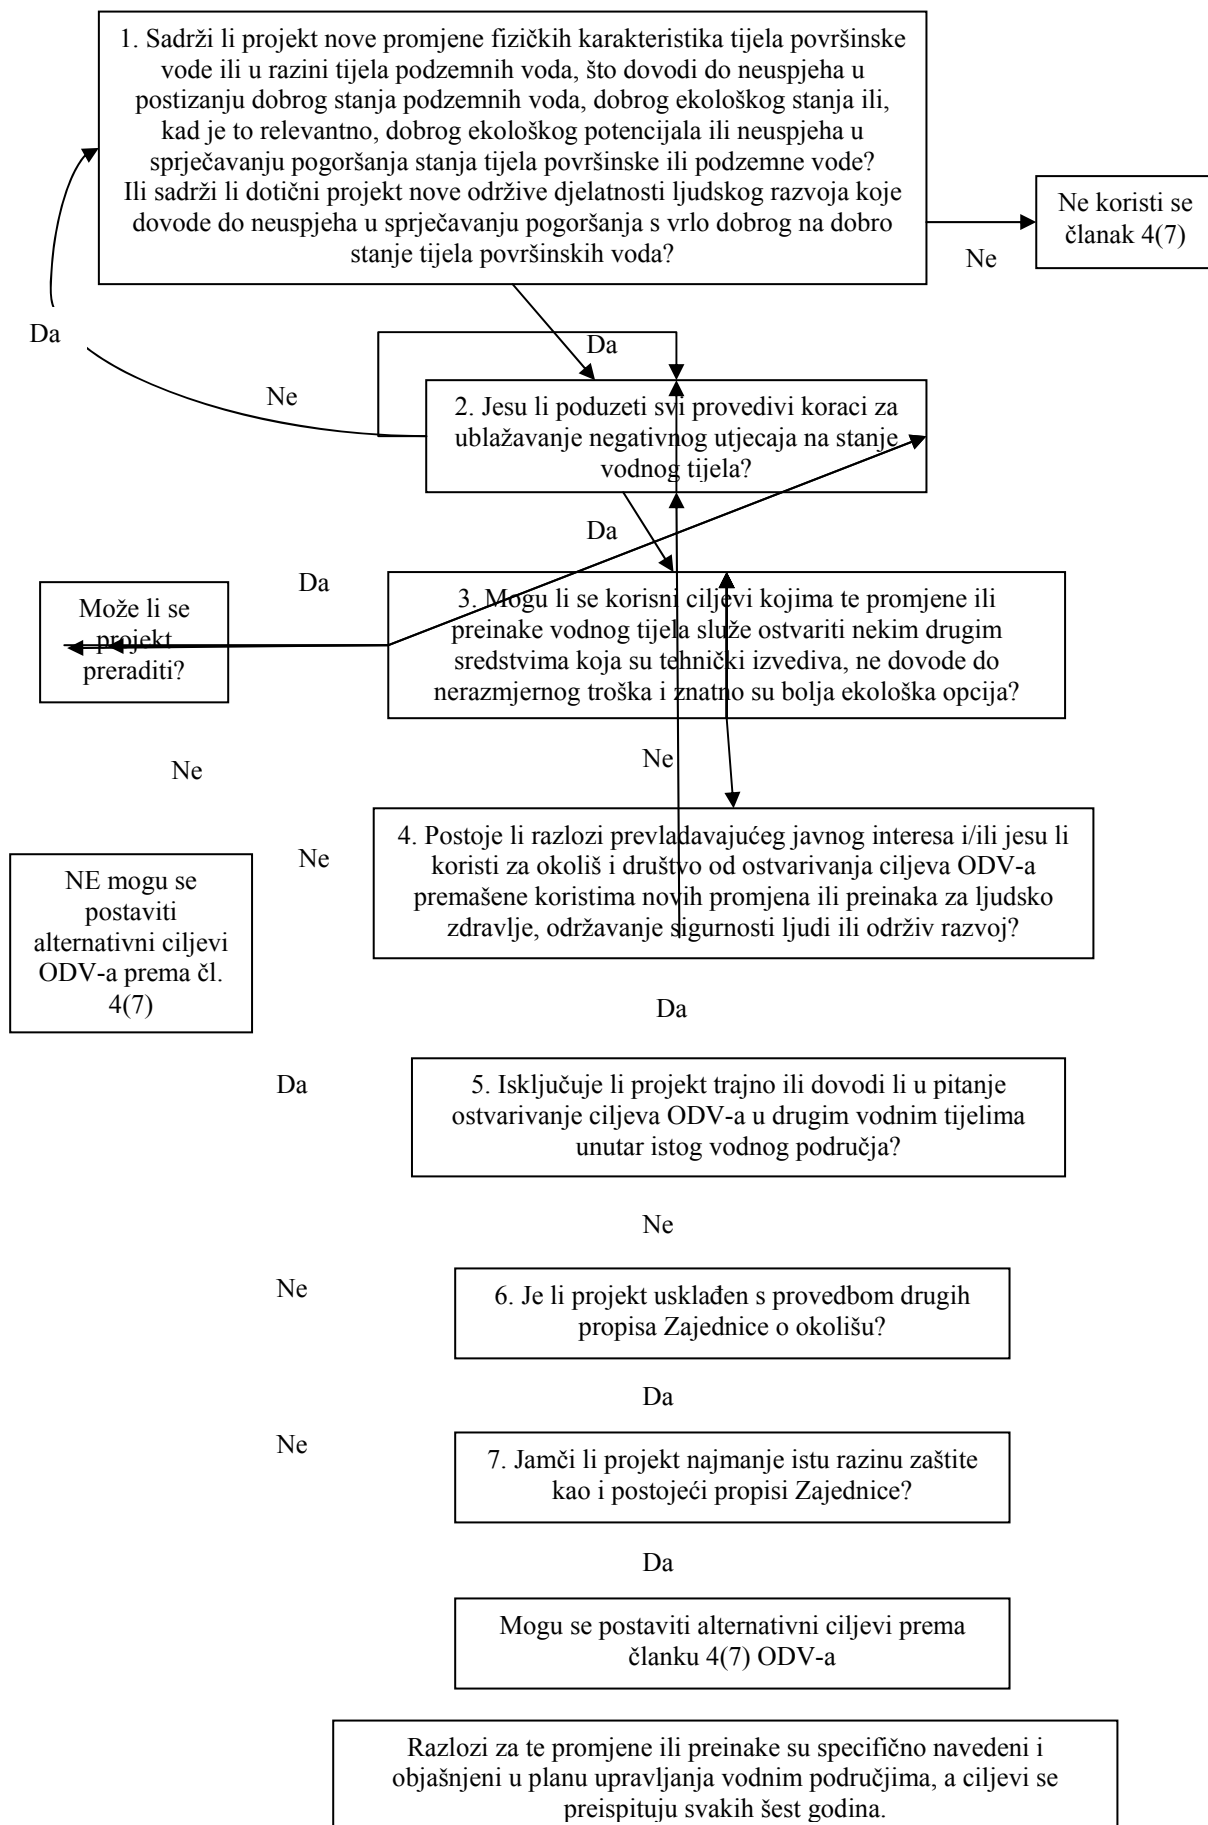 1. Sadrži li projekt nove promjene fizičkih karakteristika tijela površinske
vode ili u razini tijela podzemnih voda, što dovodi do neuspjeha u
postizanju dobrog stanja podzemnih voda, dobrog ekološkog stanja ili,
kad je to relevantno, dobrog ekološkog potencijala ili neuspjeha u
sprječavanju pogoršanja stanja tijela površinske ili podzemne vode?
Ili sadrži li dotični projekt nove održive djelatnosti ljudskog razvoja koje
dovode do neuspjeha u sprječavanju pogoršanja s vrlo dobrog na dobro
stanje tijela površinskih voda?
Ne koristi se
članak 4(7)
Ne
Da
Da
Ne
2. Jesu li poduzeti svi provedivi koraci za
ublažavanje negativnog utjecaja na stanje
vodnog tijela?
Da
Da
Može li se
projekt
preraditi?
3. Mogu li se korisni ciljevi kojima te promjene ili
preinake vodnog tijela služe ostvariti nekim drugim
sredstvima koja su tehnički izvediva, ne dovode do
nerazmjernog troška i znatno su bolja ekološka opcija?
Ne
Ne
4. Postoje li razlozi prevladavajućeg javnog interesa i/ili jesu li
koristi za okoliš i društvo od ostvarivanja ciljeva ODV-a
premašene koristima novih promjena ili preinaka za ljudsko
zdravlje, održavanje sigurnosti ljudi ili održiv razvoj?
Ne
NE mogu se
postaviti
alternativni ciljevi
ODV-a prema čl.
4(7)
Da
Da
5. Isključuje li projekt trajno ili dovodi li u pitanje
ostvarivanje ciljeva ODV-a u drugim vodnim tijelima
unutar istog vodnog područja?
Ne
Ne
6. Je li projekt usklađen s provedbom drugih
propisa Zajednice o okolišu?
Da
Ne
7. Jamči li projekt najmanje istu razinu zaštite
kao i postojeći propisi Zajednice?
Da
Mogu se postaviti alternativni ciljevi prema
članku 4(7) ODV-a
Razlozi za te promjene ili preinake su specifično navedeni i
objašnjeni u planu upravljanja vodnim područjima, a ciljevi se
preispituju svakih šest godina.